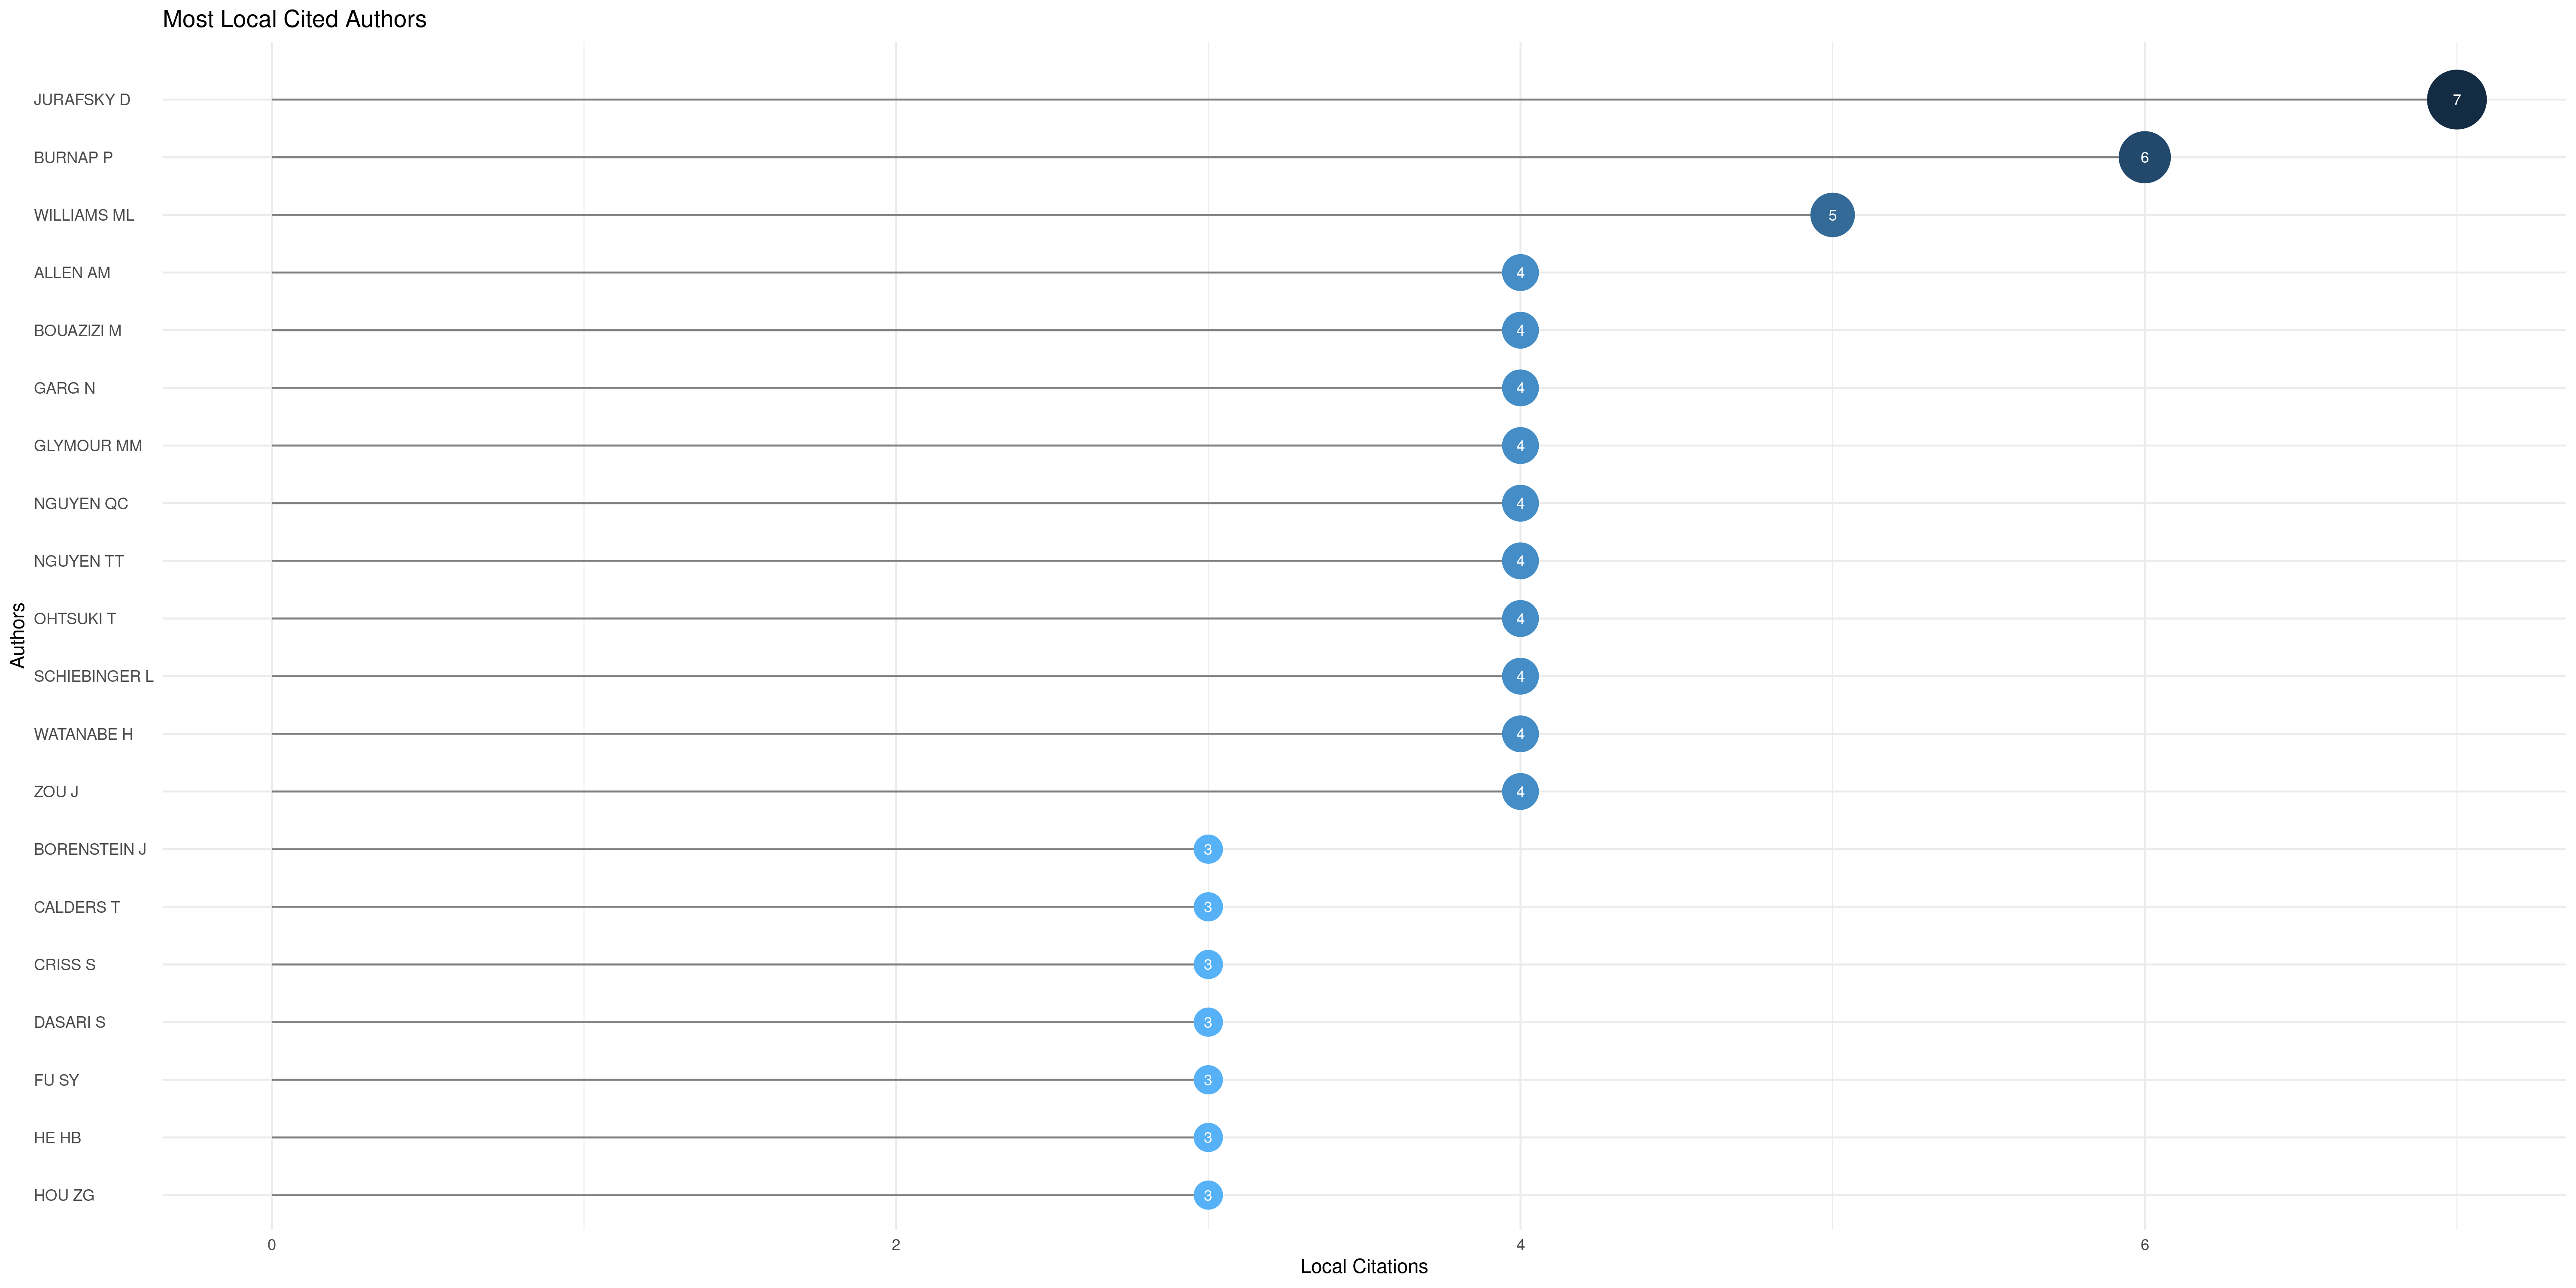 Most Local Cited Authors
Authors
JURAFSKY D 7
BURNAP P 6
WILLIAMS ML 5
ALLEN AM 4
BOUAZIZI M 4
GARG N 4
GLYMOUR MM 4
NGUYEN QC 4
NGUYEN TT 4
OHTSUKI T 4
SCHIEBINGER L 4
WATANABE H 4
ZOU J 4
BORENSTEIN J 3
CALDERS T 3
CRISS S 3
DASARI S 3
FU SY 3
HE HB 3
HOU ZG 3
0 2 4 6
Local Citations